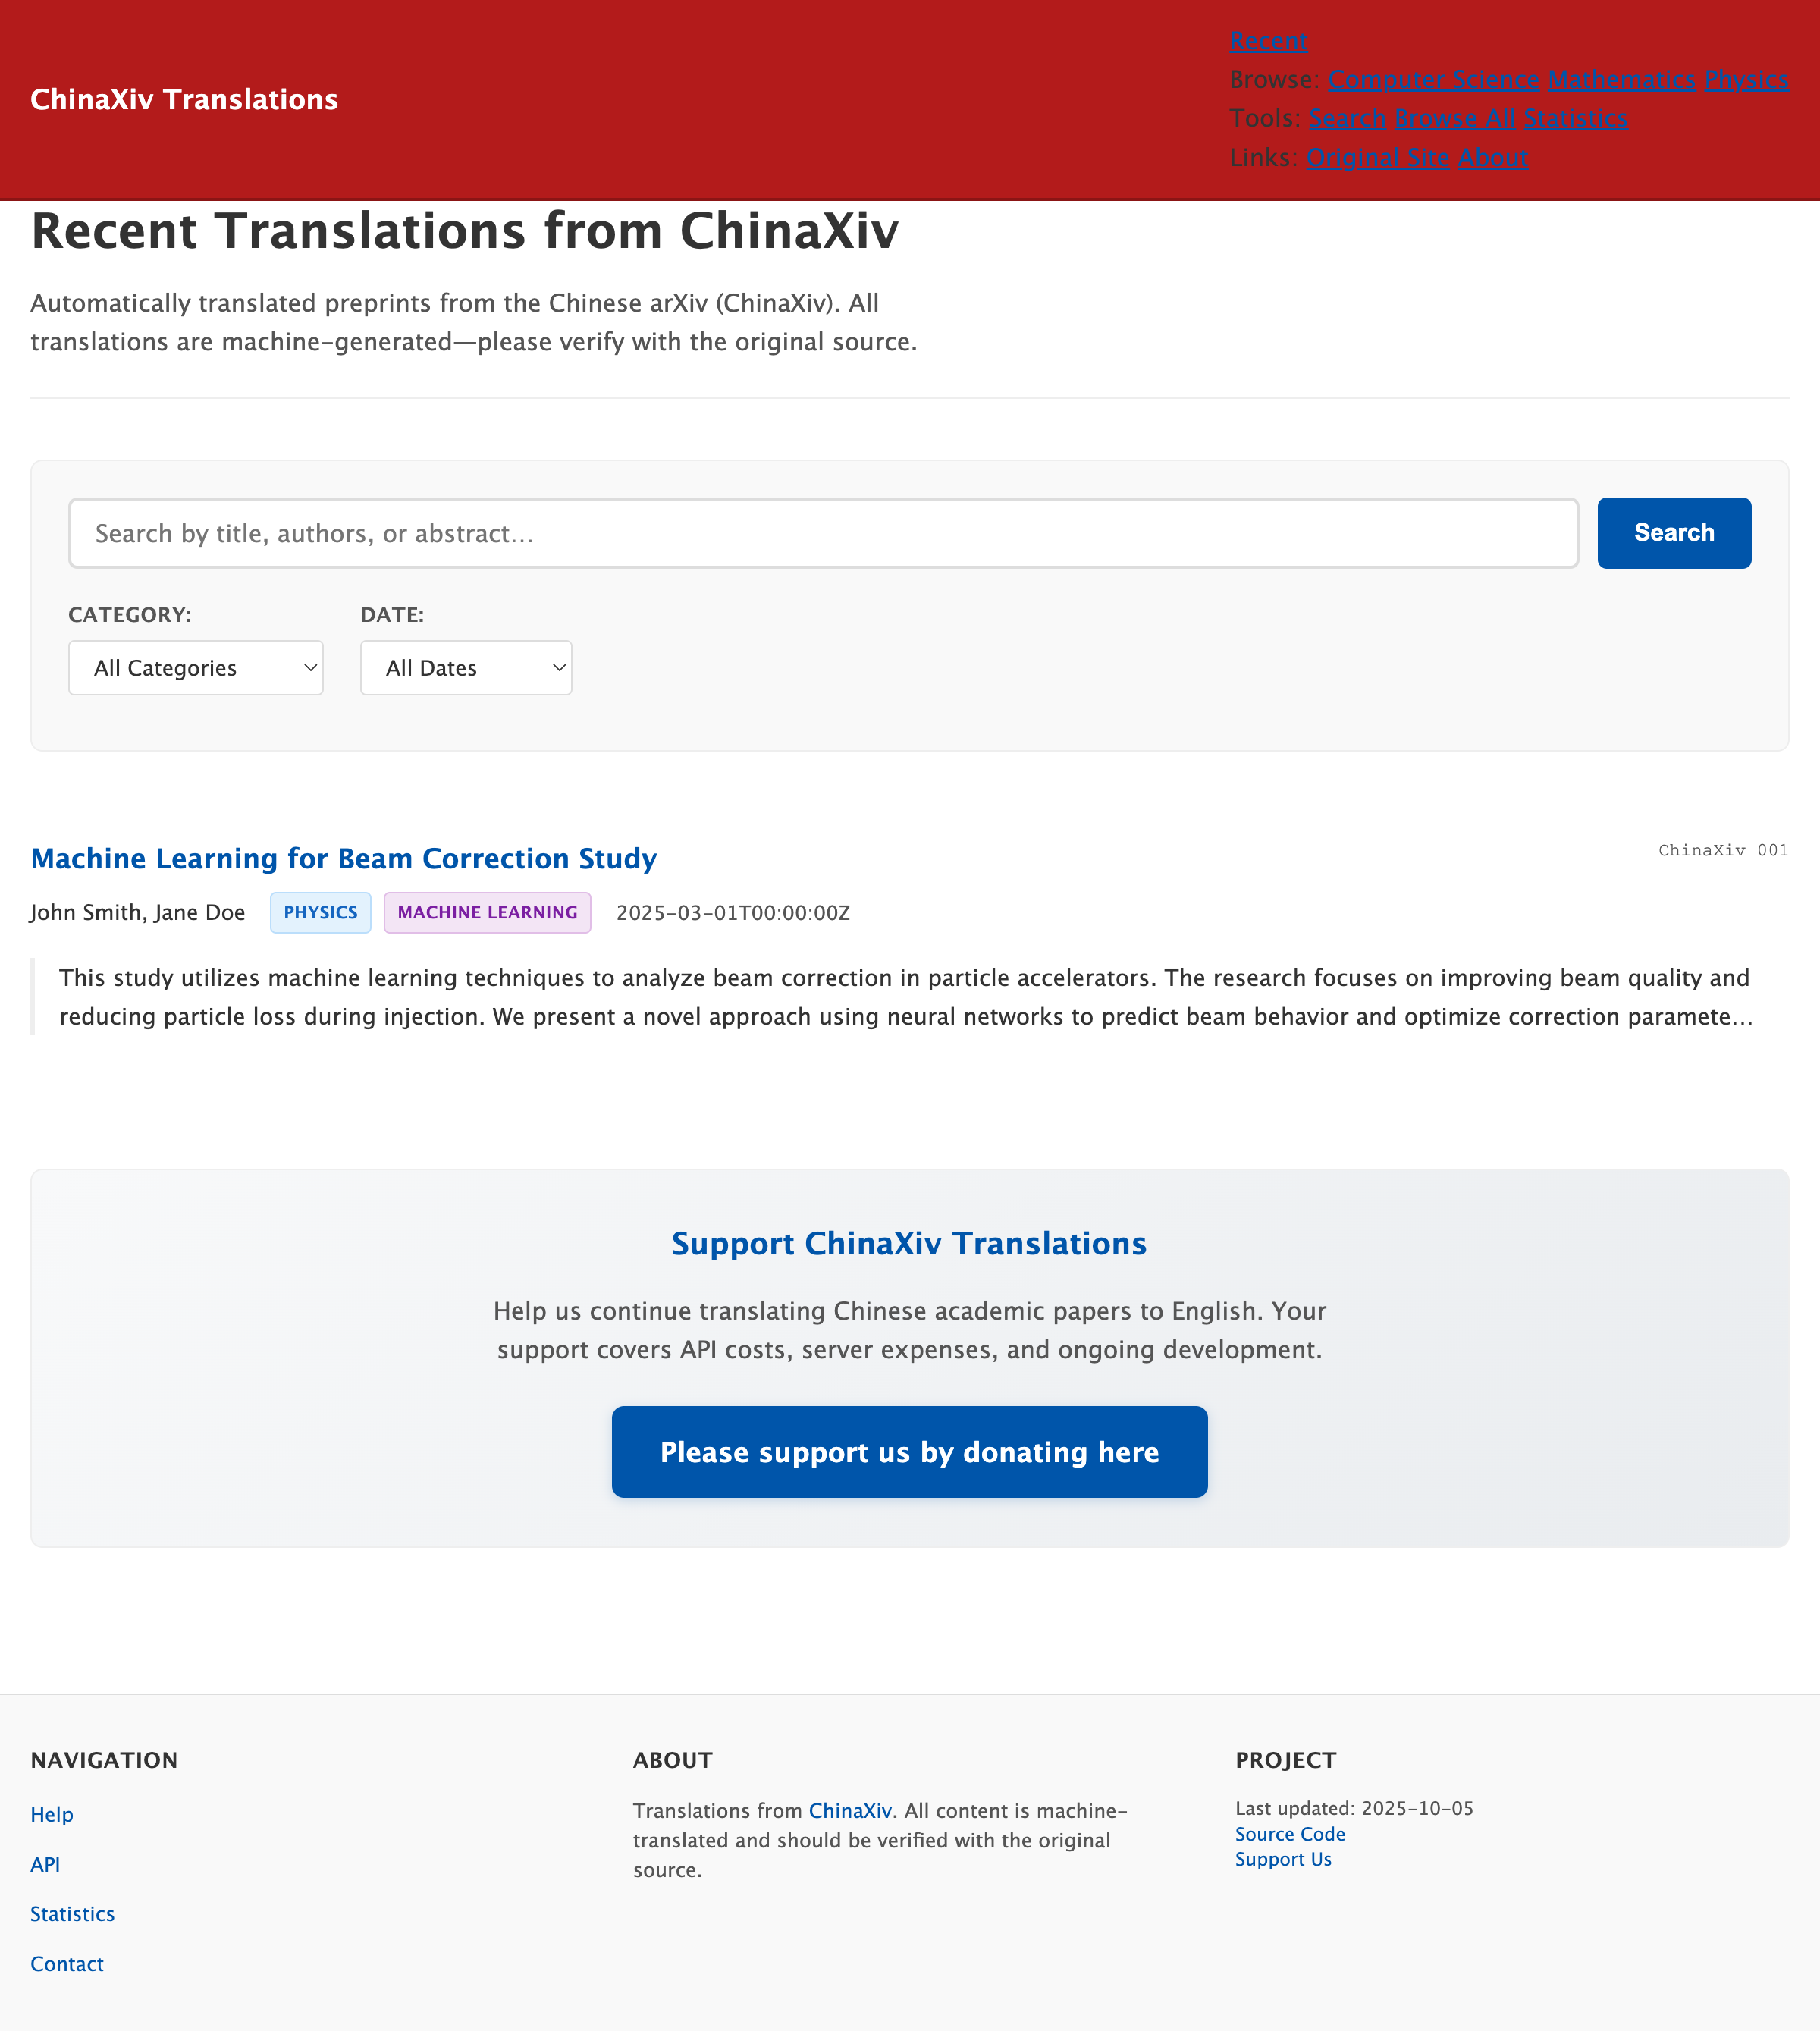 ChinaXiv Translations
Recent
Browse: Computer Science Mathematics Physics
Tools: Search Browse All Statistics
Links: Original Site About
Recent Translations from ChinaXiv
Automatically translated preprints from the Chinese arXiv (ChinaXiv). All
translations are machine-generated—please verify with the original source.
Search by title, authors, or abstract...
Search
CATEGORY:
DATE:
All Categories
All Dates
Machine Learning for Beam Correction Study
ChinaXiv 001
John Smith, Jane Doe PHYSICS MACHINE LEARNING 2025-03-01T00:00:00Z
This study utilizes machine learning techniques to analyze beam correction in particle accelerators. The research focuses on improving beam quality and
reducing particle loss during injection. We present a novel approach using neural networks to predict beam behavior and optimize correction paramete...
Support ChinaXiv Translations
Help us continue translating Chinese academic papers to English. Your
support covers API costs, server expenses, and ongoing development.
Please support us by donating here
NAVIGATION
Help
API
Statistics
Contact
ABOUT
Translations from ChinaXiv. All content is machine-
translated and should be verified with the original
source.
PROJECT
Last updated: 2025-10-05
Source Code
Support Us